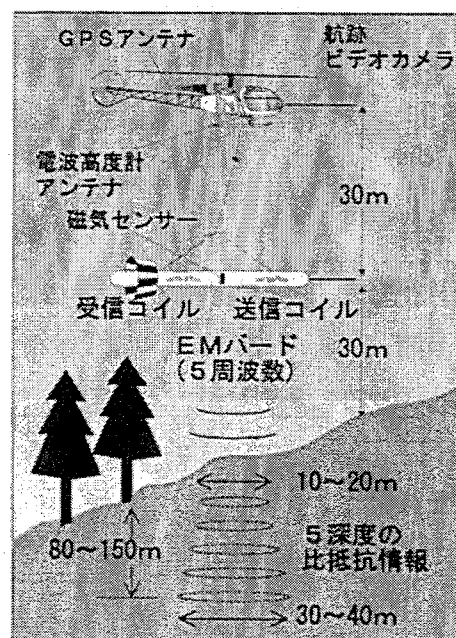 GPSアンテナ
航跡
ビデオカメラ
電波高度計
アンテナ
磁気センサー
30m
受信コイル
送信コイル
EMバード
(5周波数)
30m
10~20m
80~150m
5深度の
比抵抗情報
30~40m